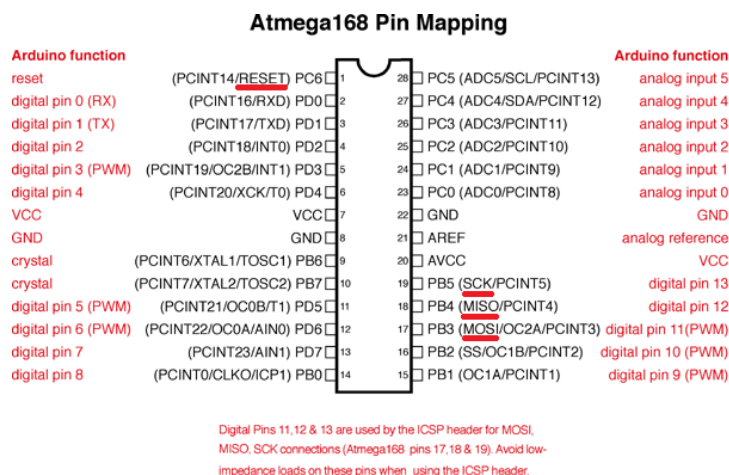 Atmega168 Pin Mapping
Arduino function Arduino function
reset (PCINT14/RESET) PC6 1 28 PC5 (ADC5/SCL/PCINT13) analog input 5
digital pin 0 (RX) (PCINT16/RXD) PD0 2 27 PC4 (ADC4/SDA/PCINT12) analog input 4
digital pin 1 (TX) (PCINT17/TXD) PD1 3 26 PC3 (ADC3/PCINT11) analog input 3
digital pin 2 (PCINT18/INT0) PD2 4 25 PC2 (ADC2/PCINT10) analog input 2
digital pin 3 (PWM) (PCINT19/OC2B/INT1) PD3 5 24 PC1 (ADC1/PCINT9) analog input 1
digital pin 4 (PCINT20/XCK/T0) PD4 6 23 PC0 (ADC0/PCINT8) analog input 0
VCC VCC 7 22 GND GND
GND GND 8 21 AREF analog reference
crystal (PCINT6/XTAL1/TOSC1) PB6 9 20 AVCC VCC
crystal (PCINT7/XTAL2/TOSC2) PB7 10 19 PB5 (SCK/PCINT5) digital pin 13
digital pin 5 (PWM) (PCINT21/OC0B/T1) PD5 11 18 PB4 (MISO/PCINT4) digital pin 12
digital pin 6 (PWM) (PCINT22/OC0A/AIN0) PD6 12 17 PB3 (MOSI/OC2A/PCINT3) digital pin 11(PWM)
digital pin 7 (PCINT23/AIN1) PD7 13 16 PB2 (SS/OC1B/PCINT2) digital pin 10 (PWM)
digital pin 8 (PCINT0/CLKO/ICP1) PB0 14 15 PB1 (OC1A/PCINT1) digital pin 9 (PWM)
Digital Pins 11,12 & 13 are used by the ICSP header for MOSI,
MISO, SCK connections (Atmega168 pins 17,18 & 19). Avoid low-
impedance loads on these pins when using the ICSP header.